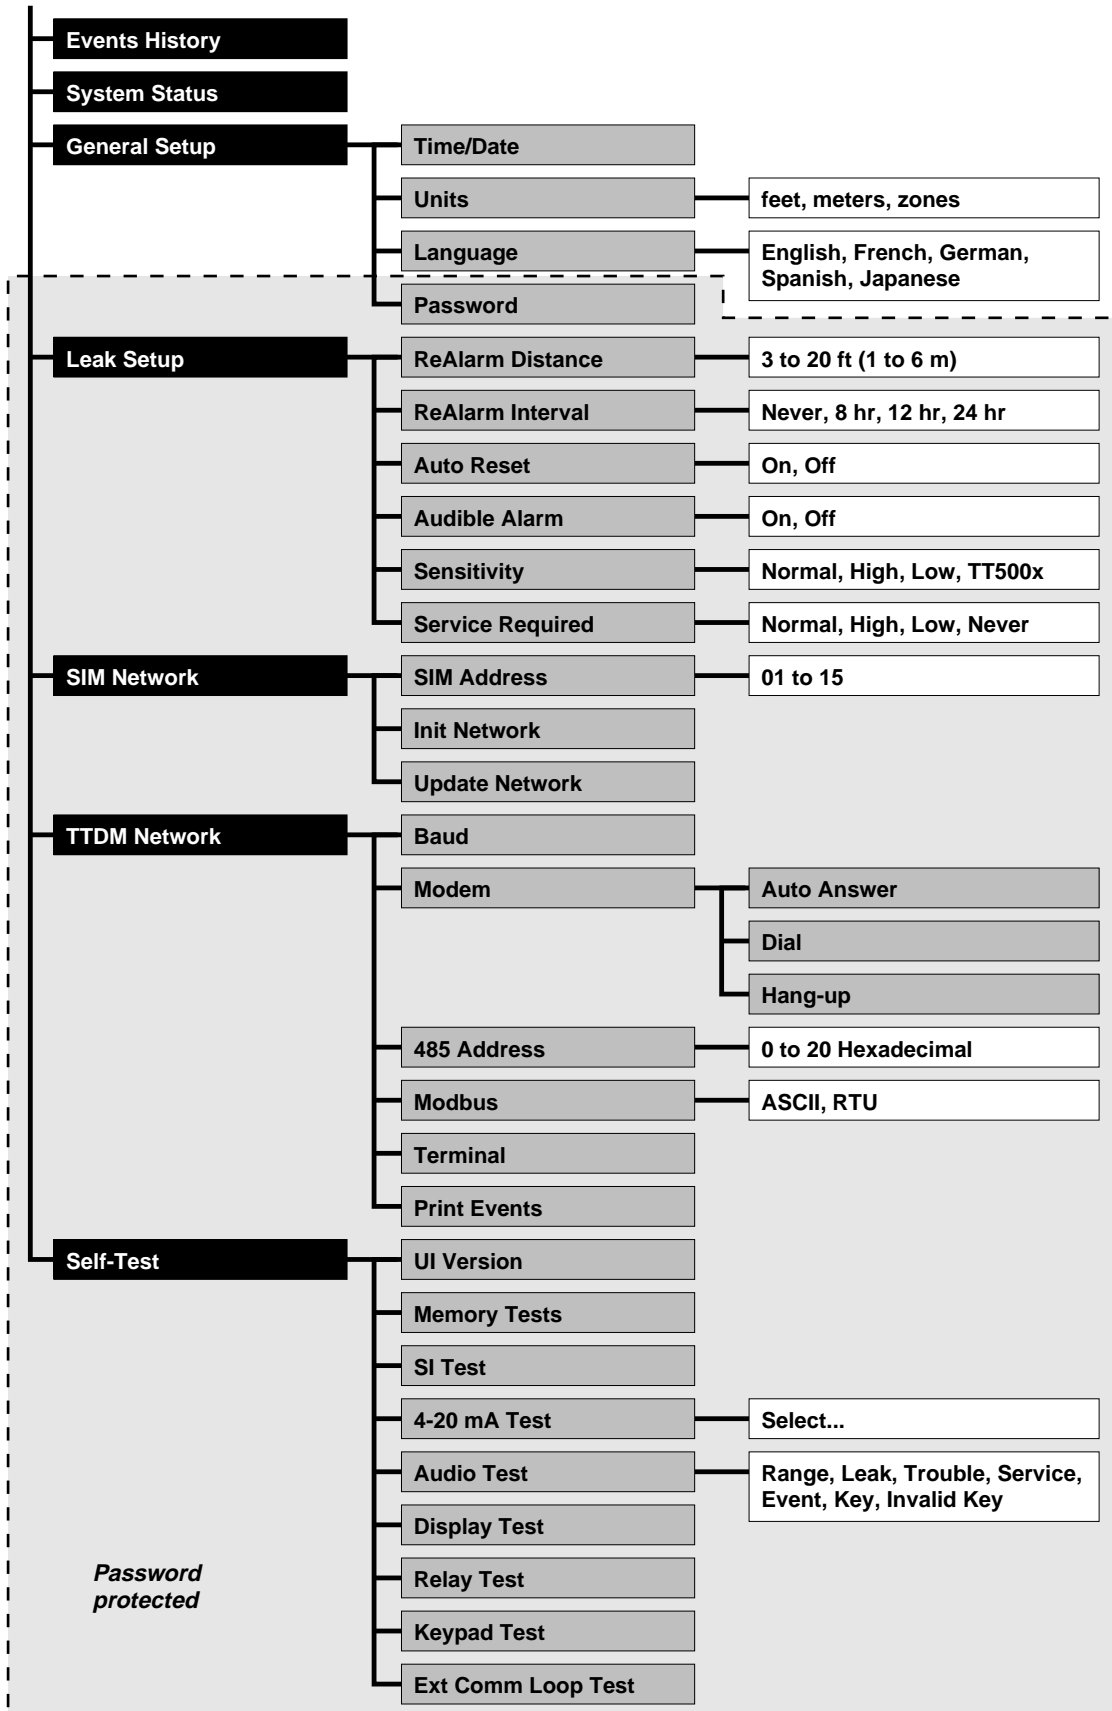 Events History
System Status
General Setup
Time/Date
Units
feet, meters, zones
Language
English, French, German,
Spanish, Japanese
Password
Leak Setup
ReAlarm Distance
3 to 20 ft (1 to 6 m)
ReAlarm Interval
Never, 8 hr, 12 hr, 24 hr
Auto Reset
On, Off
Audible Alarm
On, Off
Sensitivity
Normal, High, Low, TT500x
Service Required
Normal, High, Low, Never
SIM Network
SIM Address
01 to 15
Init Network
Update Network
TTDM Network
Baud
Modem
Auto Answer
Dial
Hang-up
485 Address
0 to 20 Hexadecimal
Modbus
ASCII, RTU
Terminal
Print Events
Self-Test
UI Version
Memory Tests
SI Test
4-20 mA Test
Select...
Audio Test
Range, Leak, Trouble, Service,
Event, Key, Invalid Key
Display Test
Relay Test
Keypad Test
Ext Comm Loop Test
Password
protected